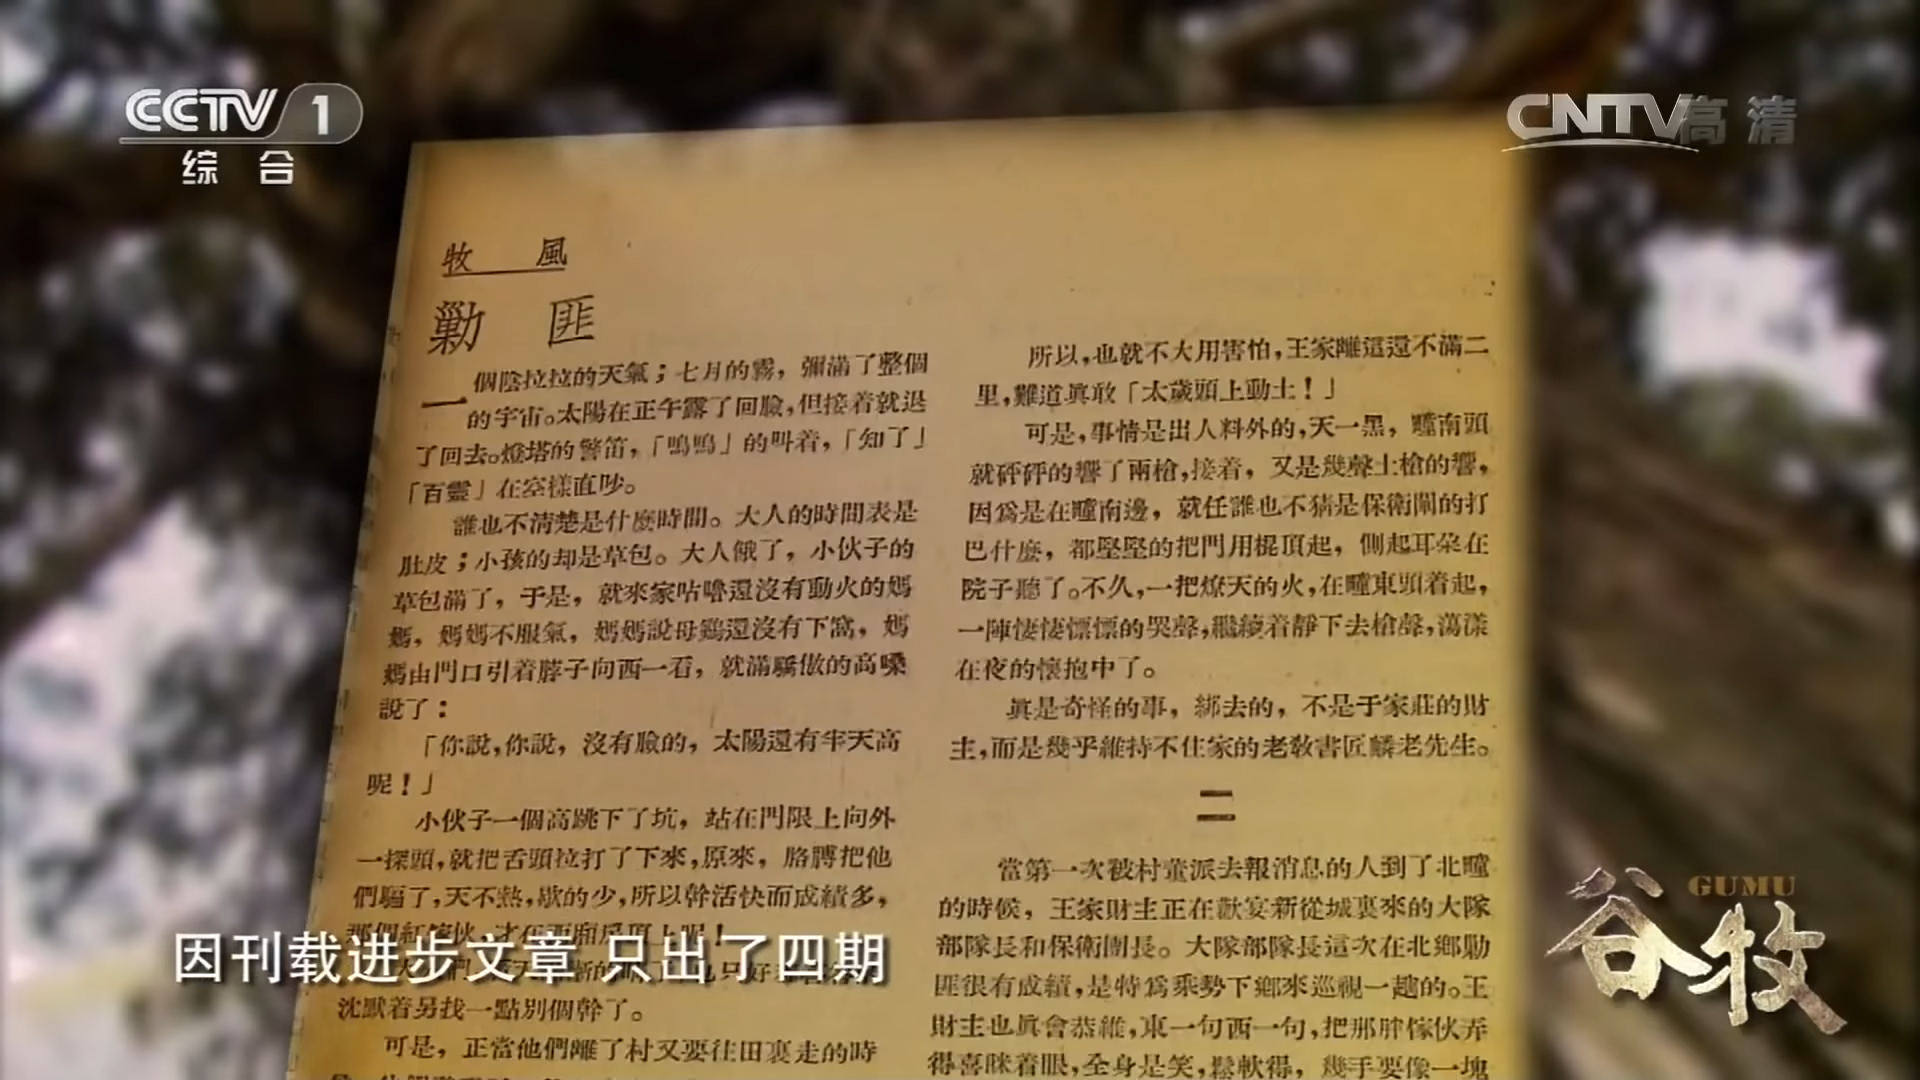 CCTV 1
综合
CNTV高清
牧風
勦匪
一個陰拉拉的天氣；七月的霧，彌滿了整個
的宇宙。太陽在正午露了回臉，但接着就退
了回去。燈塔的警笛，「嗚嗚」的叫着，「知了」
「百靈」在空樣直吵。
誰也不清楚是什麽時間。大人的時間表是
肚皮；小孩的却是草包。大人餓了，小伙子的
草包滿了，于是，就來家咕嚕還沒有動火的媽
媽，媽媽不服氣，媽媽說母鷄還沒有下窩，媽
媽由門口引着脖子向西一看，就滿驕傲的高嗓
說了：
「你說，你說，沒有臉的，太陽還有半天高
呢！」
小伙子一個高跳下了坑，站在門限上向外
一探頭，就把舌頭拉打了下來，原來，胳膊把他
們騙了，天不熱，歇的少，所以幹活快而成績多，
沈默着另找一點別個幹了。
可是，正當他們離了村又要往田裏走的時
所以，也就不大用害怕，王家離這還不滿二
里，難道眞敢「太歲頭上動土！」
可是，事情是出人料外的，天一黑，疃南頭
就砰砰的響了兩槍，接着，又是幾聲土槍的響，
因爲是在疃南邊，就任誰也不猜是保衛團的打
巴什麽，都堅堅的把門用棍頂起，側起耳朶在
院子聽了。不久，一把燎天的火，在疃東頭着起，
一陣悽悽慓慓的哭聲，繼續着靜下去槍聲，蕩漾
在夜的懷抱中了。
眞是奇怪的事，綁去的，不是于家莊的財
主，而是幾乎維持不住家的老教書匠麟老先生。
二
當第一次被村董派去報消息的人到了北疃
的時候，王家財主正在歡宴新從城裏來的大隊
部隊長和保衛團長。大隊部隊長這次在北鄉勦
匪很有成績，是特爲乘勢下鄉來巡視一趟的。王
財主也眞會恭維，東一句西一句，把那胖傢伙弄
得喜眯着眼，全身是笑，鬆軟得，幾乎要像一塊
因刊载进步文章 只出了四期
GUMU
谷牧